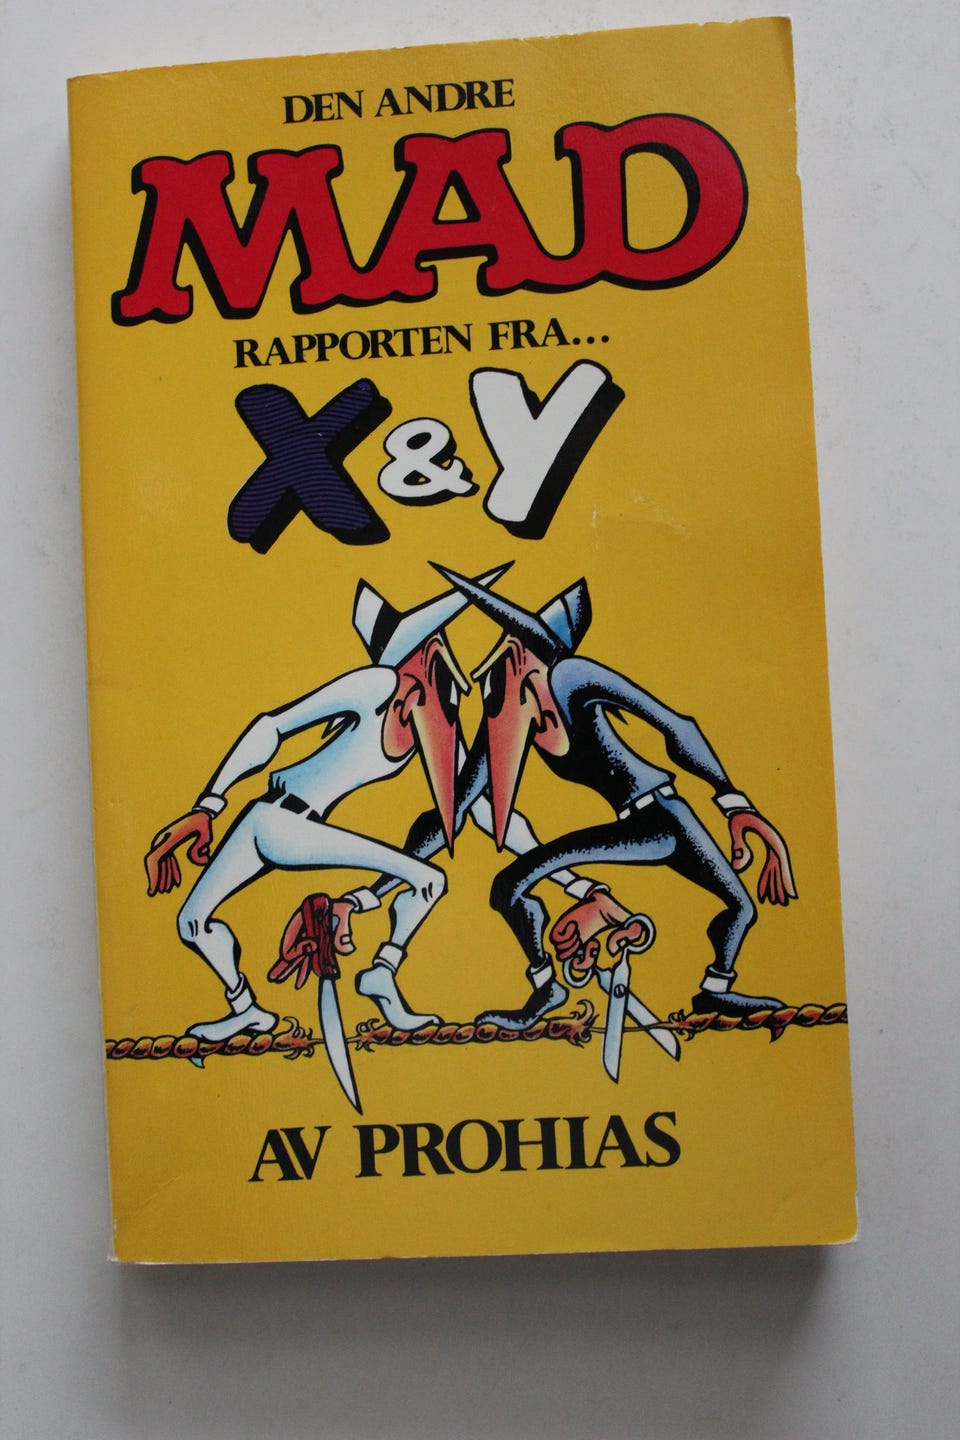 DEN ANDRE
MAD
RAPPORTEN FRA...
X & Y
AV PROHIAS